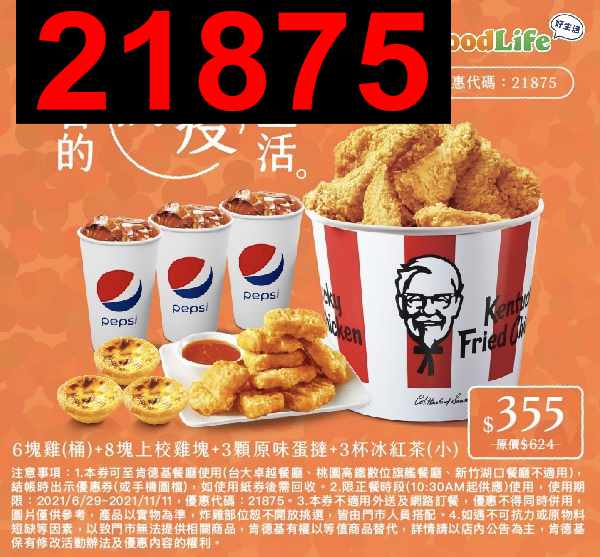 21875
odLife 好生活
惠代碼：21875
的 疫 活。
pepsi pepsi pepsi
Kentu
Fried Chi
cky
icken
$355
原價$624
6塊雞(桶)+8塊上校雞塊+3顆原味蛋撻+3杯冰紅茶(小)
注意事項：1.本券可至肯德基餐廳使用(台大卓越餐廳、桃園高鐵數位旗艦餐廳、新竹湖口餐廳不適用)，
結帳時出示優惠券(或手機圖檔)，如使用紙券後需回收。2.限正餐時段(10:30AM起供應)使用，使用期
限：2021/6/29~2021/11/11，優惠代碼：21875。3.本券不適用外送及網路訂餐，優惠不得同時併用，
圖片僅供參考，產品以實物為準，炸雞部位恕不開放挑選，皆由門市人員搭配。4.如遇不可抗力或原物料
短缺等因素，以致門市無法提供相關商品，肯德基有權以等值商品替代，詳情請以店內公告為主，肯德基
保有修改活動辦法及優惠內容的權利。